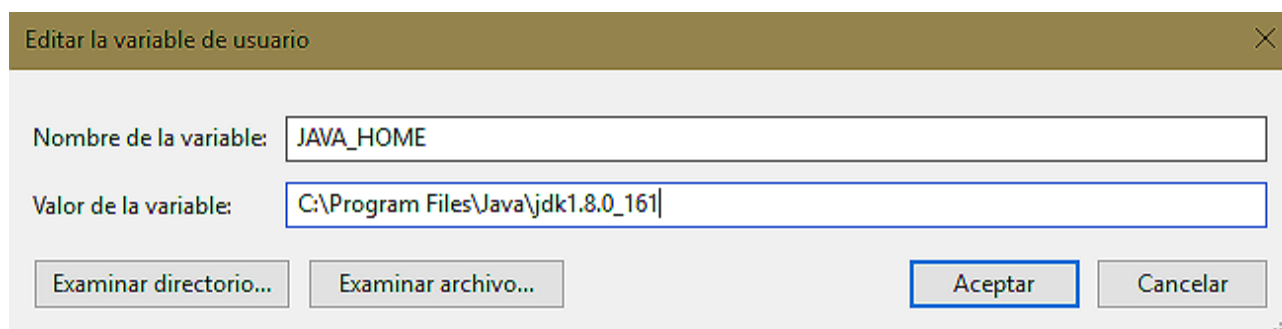 Editar la variable de usuario
Nombre de la variable: JAVA_HOME
Valor de la variable: C:\Program Files\Java\jdk1.8.0_161
Examinar directorio... Examinar archivo... Aceptar Cancelar